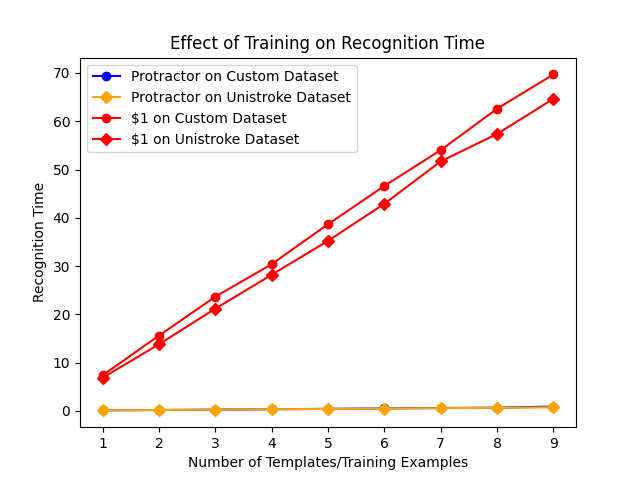 Effect of Training on Recognition Time
Protractor on Custom Dataset
Protractor on Unistroke Dataset
$1 on Custom Dataset
$1 on Unistroke Dataset
Recognition Time
70
60
50
40
30
20
10
0
1 2 3 4 5 6 7 8 9
Number of Templates/Training Examples